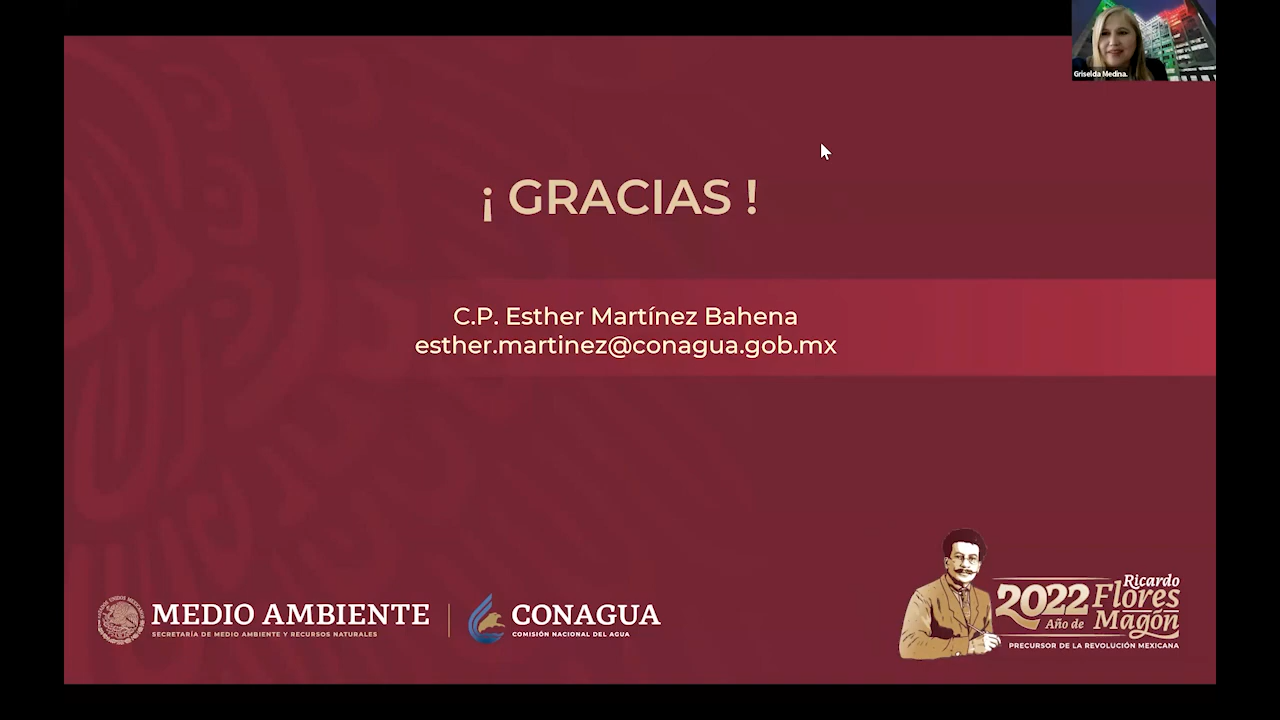 Griselda Medina.
¡ GRACIAS !
C.P. Esther Martínez Bahena
esther.martinez@conagua.gob.mx
MEDIO AMBIENTE
SECRETARÍA DE MEDIO AMBIENTE Y RECURSOS NATURALES
CONAGUA
COMISIÓN NACIONAL DEL AGUA
2022 Ricardo
Flores
Año de Magón
PRECURSOR DE LA REVOLUCIÓN MEXICANA